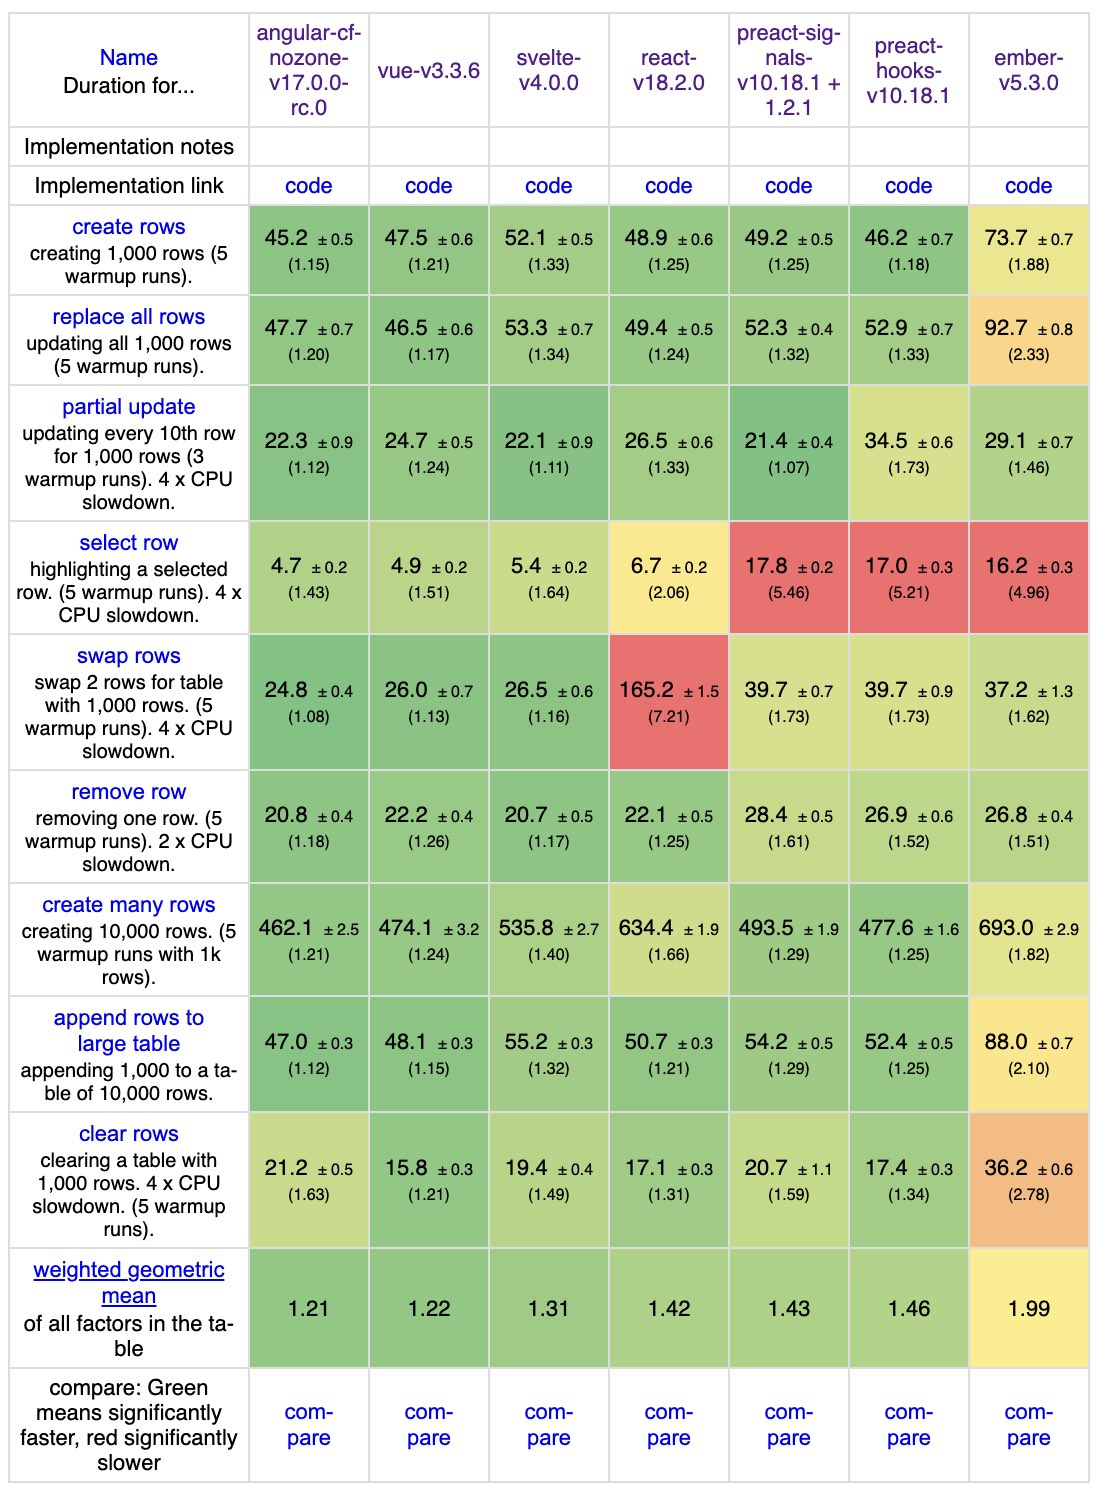 Name
Duration for...
angular-cf-
nozone-
v17.0.0-
rc.0
vue-v3.3.6
svelte-
v4.0.0
react-
v18.2.0
preact-sig-
nals-
v10.18.1 +
1.2.1
preact-
hooks-
v10.18.1
ember-
v5.3.0
Implementation notes
Implementation link
code code code code code code code
create rows
creating 1,000 rows (5
warmup runs).
45.2 ± 0.5 47.5 ± 0.6 52.1 ± 0.5 48.9 ± 0.6 49.2 ± 0.5 46.2 ± 0.7 73.7 ± 0.7
(1.15) (1.21) (1.33) (1.25) (1.25) (1.18) (1.88)
replace all rows
updating all 1,000 rows
(5 warmup runs).
47.7 ± 0.7 46.5 ± 0.6 53.3 ± 0.7 49.4 ± 0.5 52.3 ± 0.4 52.9 ± 0.7 92.7 ± 0.8
(1.20) (1.17) (1.34) (1.24) (1.32) (1.33) (2.33)
partial update
updating every 10th row
for 1,000 rows (3
warmup runs). 4 x CPU
slowdown.
22.3 ± 0.9 24.7 ± 0.5 22.1 ± 0.9 26.5 ± 0.6 21.4 ± 0.4 34.5 ± 0.6 29.1 ± 0.7
(1.12) (1.24) (1.11) (1.33) (1.07) (1.73) (1.46)
select row
highlighting a selected
row. (5 warmup runs). 4 x
CPU slowdown.
4.7 ± 0.2 4.9 ± 0.2 5.4 ± 0.2 6.7 ± 0.2 17.8 ± 0.2 17.0 ± 0.3 16.2 ± 0.3
(1.43) (1.51) (1.64) (2.06) (5.46) (5.21) (4.96)
swap rows
swap 2 rows for table
with 1,000 rows. (5
warmup runs). 4 x CPU
slowdown.
24.8 ± 0.4 26.0 ± 0.7 26.5 ± 0.6 165.2 ± 1.5 39.7 ± 0.7 39.7 ± 0.9 37.2 ± 1.3
(1.08) (1.13) (1.16) (7.21) (1.73) (1.73) (1.62)
remove row
removing one row. (5
warmup runs). 2 x CPU
slowdown.
20.8 ± 0.4 22.2 ± 0.4 20.7 ± 0.5 22.1 ± 0.5 28.4 ± 0.5 26.9 ± 0.6 26.8 ± 0.4
(1.18) (1.26) (1.17) (1.25) (1.61) (1.52) (1.51)
create many rows
creating 10,000 rows. (5
warmup runs with 1k
rows).
462.1 ± 2.5 474.1 ± 3.2 535.8 ± 2.7 634.4 ± 1.9 493.5 ± 1.9 477.6 ± 1.6 693.0 ± 2.9
(1.21) (1.24) (1.40) (1.66) (1.29) (1.25) (1.82)
append rows to
large table
appending 1,000 to a ta-
ble of 10,000 rows.
47.0 ± 0.3 48.1 ± 0.3 55.2 ± 0.3 50.7 ± 0.3 54.2 ± 0.5 52.4 ± 0.5 88.0 ± 0.7
(1.12) (1.15) (1.32) (1.21) (1.29) (1.25) (2.10)
clear rows
clearing a table with
1,000 rows. 4 x CPU
slowdown. (5 warmup
runs).
21.2 ± 0.5 15.8 ± 0.3 19.4 ± 0.4 17.1 ± 0.3 20.7 ± 1.1 17.4 ± 0.3 36.2 ± 0.6
(1.63) (1.21) (1.49) (1.31) (1.59) (1.34) (2.78)
weighted geometric
mean
of all factors in the ta-
ble
1.21 1.22 1.31 1.42 1.43 1.46 1.99
compare: Green
means significantly
faster, red significantly
slower
com- com- com- com- com- com- com-
pare pare pare pare pare pare pare